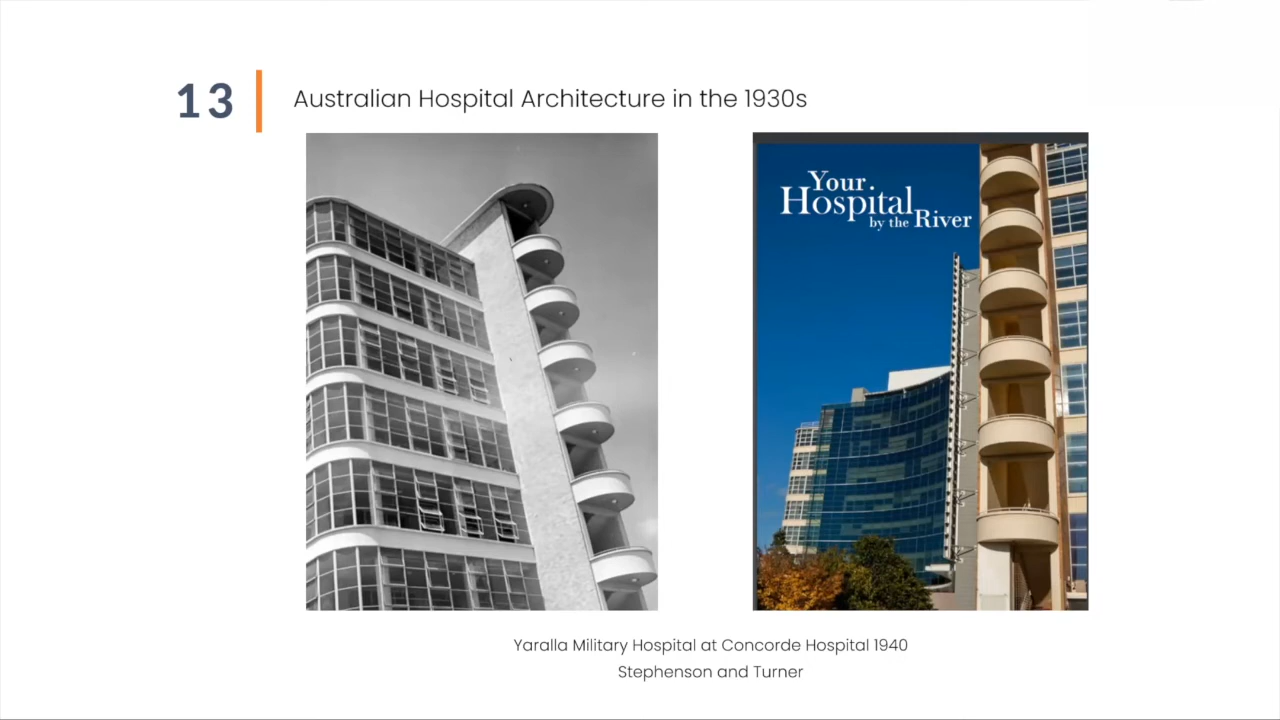 13
Australian Hospital Architecture in the 1930s
Your
Hospital
by the River
Yaralla Military Hospital at Concorde Hospital 1940
Stephenson and Turner